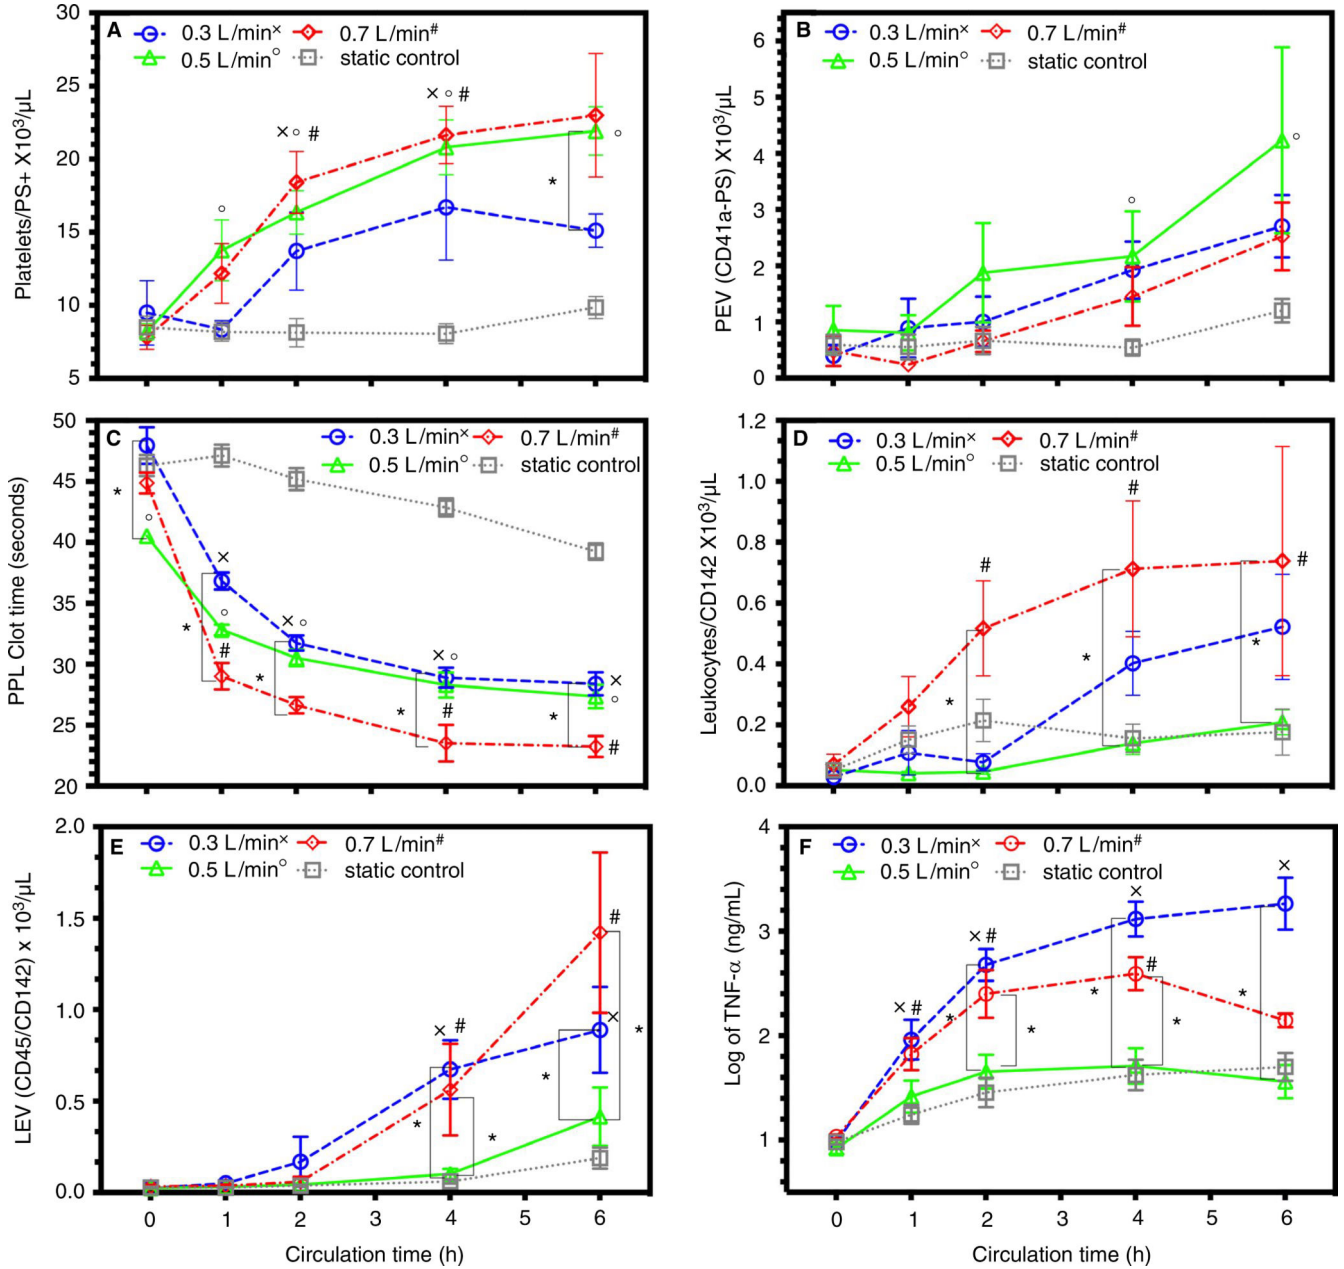 A
0.3 L/min×
0.7 L/min#
0.5 L/min○
static control
Platelets/PS+ X10³/µL
30
25
20
15
10
5
○
×○ #
×○ #
○
*
B
0.3 L/min×
0.7 L/min#
0.5 L/min○
static control
PEV (CD41a-PS) X10³/µL
6
5
4
3
2
1
0
○
○
C
0.3 L/min×
0.7 L/min#
0.5 L/min○
static control
PPL Clot time (seconds)
50
45
40
35
30
25
20
*
○
×
○
#
*
×○
*
×○
#
*
×
○
#
*
D
0.3 L/min×
0.7 L/min#
0.5 L/min○
static control
Leukocytes/CD142 X10³/µL
1.2
1.0
0.8
0.6
0.4
0.2
0.0
#
*
#
*
#
*
E
0.3 L/min×
0.7 L/min#
0.5 L/min○
static control
LEV (CD45/CD142) x 10³/µL
2.0
1.5
1.0
0.5
0.0
× #
*
*
#
×
*
*
0 1 2 3 4 5 6
Circulation time (h)
F
0.3 L/min×
0.7 L/min#
0.5 L/min○
static control
Log of TNF-α (ng/mL)
4
3
2
1
×#
×#
*
*
×
#
*
*
×
*
0 1 2 3 4 5 6
Circulation time (h)